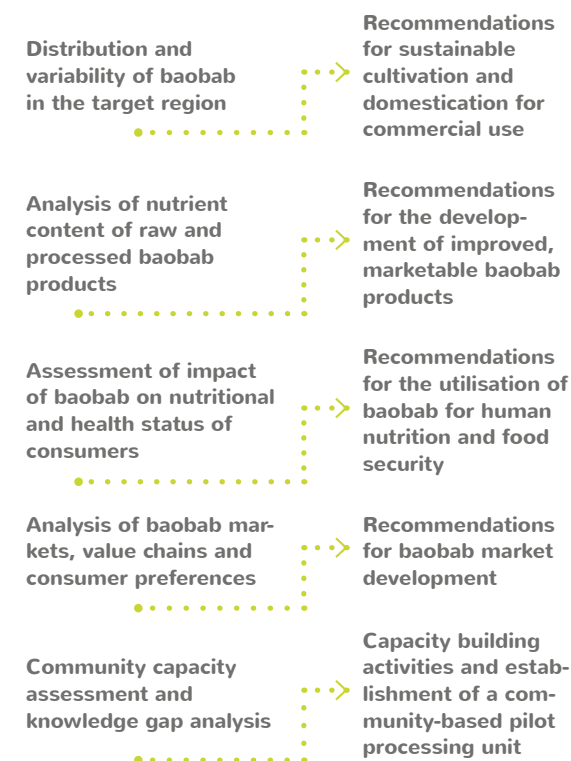 Distribution and
variability of baobab
in the target region
Recommendations
for sustainable
cultivation and
domestication for
commercial use
Analysis of nutrient
content of raw and
processed baobab
products
Recommendations
for the develop-
ment of improved,
marketable baobab
products
Assessment of impact
of baobab on nutritional
and health status of
consumers
Recommendations
for the utilisation of
baobab for human
nutrition and food
security
Analysis of baobab mar-
kets, value chains and
consumer preferences
Recommendations
for baobab market
development
Community capacity
assessment and
knowledge gap analysis
Capacity building
activities and estab-
lishment of a com-
munity-based pilot
processing unit